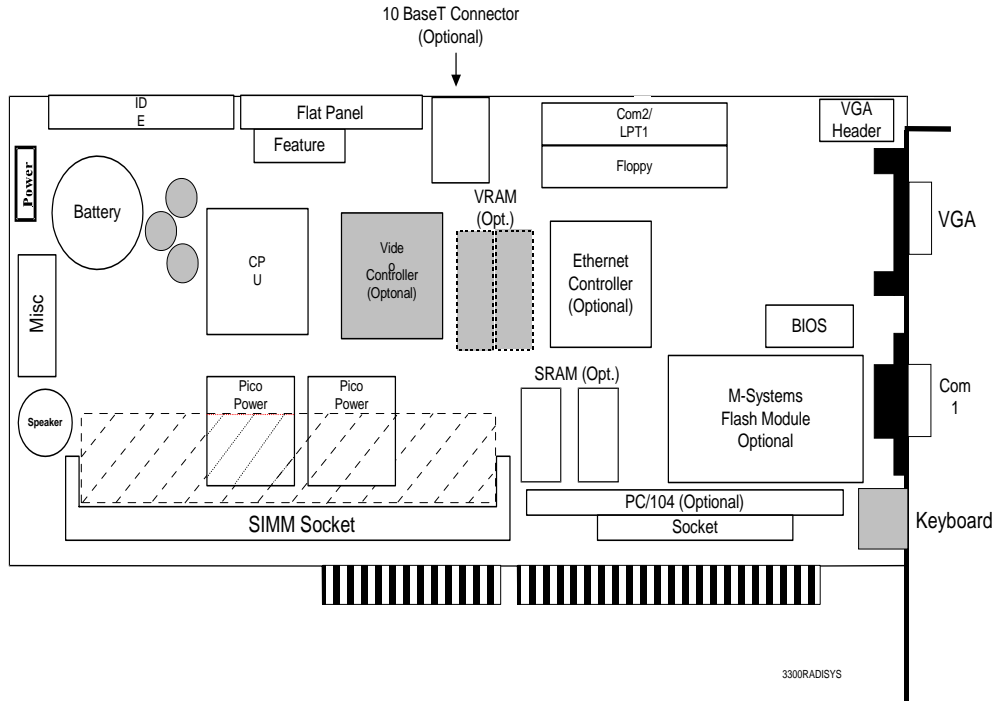 10 BaseT Connector
(Optional)
ID
E
Flat Panel
Feature
Com2/
LPT1
Floppy
VGA
Header
Power
Battery
VRAM
(Opt.)
VGA
CP
U
Vide
o
Controller
(Optonal)
Ethernet
Controller
(Optional)
Misc
BIOS
Pico
Power
Pico
Power
SRAM (Opt.)
M-Systems
Flash Module
Optional
Com
1
Speaker
PC/104 (Optional)
Socket
SIMM Socket
Keyboard
3300RADISYS